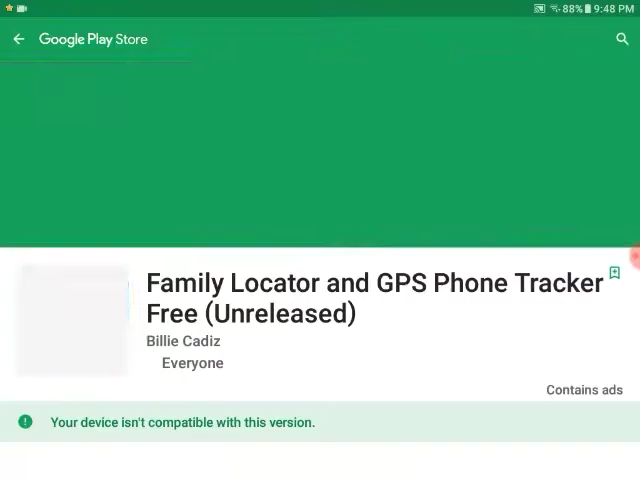 88% 9:48 PM
Google Play Store
Family Locator and GPS Phone Tracker
Free (Unreleased)
Billie Cadiz
Everyone
Contains ads
Your device isn't compatible with this version.